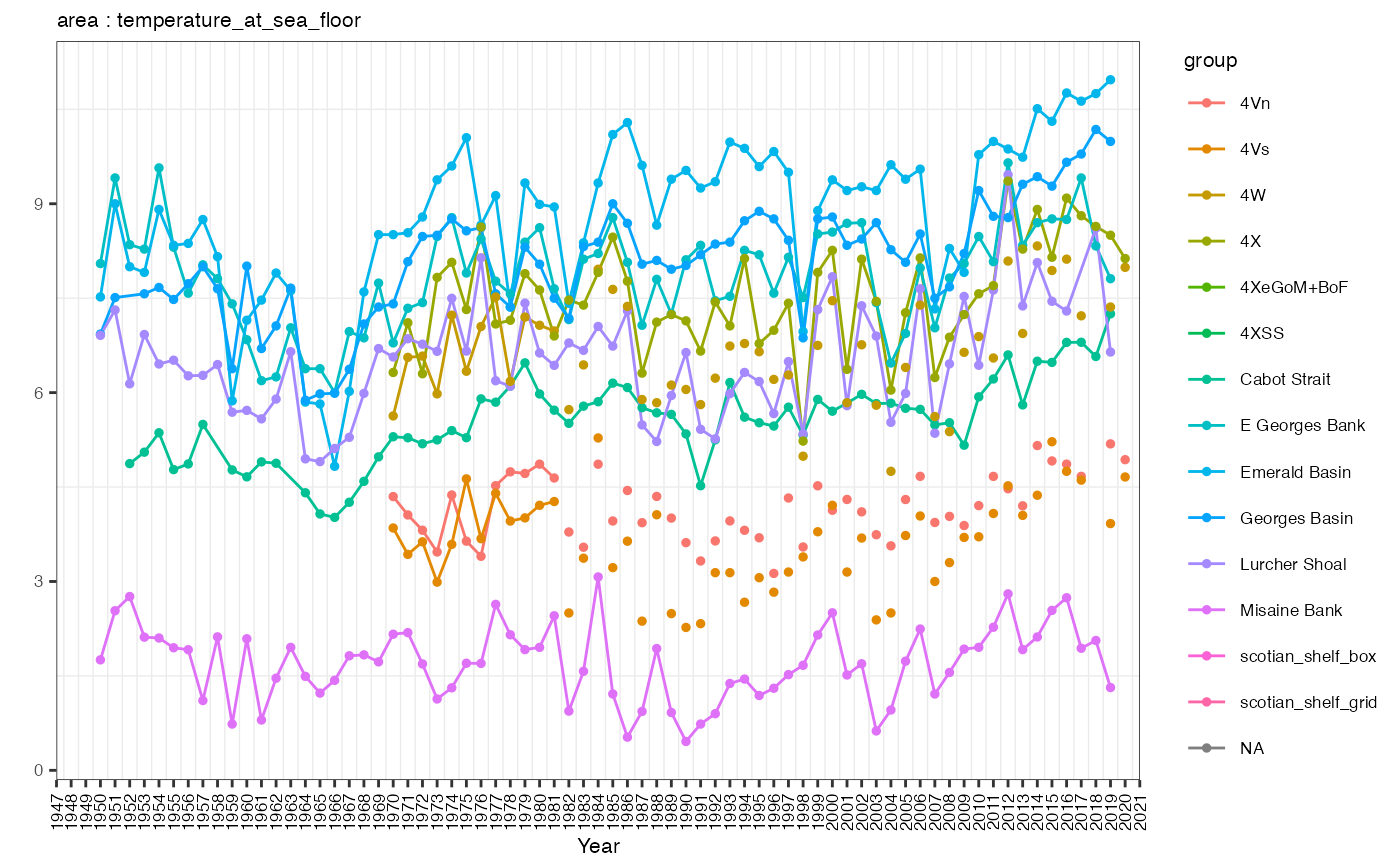 area : temperature_at_sea_floor
group
4Vn
4Vs
4W
4X
4XeGoM+BoF
4XSS
Cabot Strait
E Georges Bank
Emerald Basin
Georges Basin
Lurcher Shoal
Misaine Bank
scotian_shelf_box
scotian_shelf_grid
NA
9
6
3
0
1947 1948 1949 1950 1951 1952 1953 1954 1955 1956 1957 1958 1959 1960 1961 1962 1963 1964 1965 1966 1967 1968 1969 1970 1971 1972 1973 1974 1975 1976 1977 1978 1979 1980 1981 1982 1983 1984 1985 1986 1987 1988 1989 1990 1991 1992 1993 1994 1995 1996 1997 1998 1999 2000 2001 2002 2003 2004 2005 2006 2007 2008 2009 2010 2011 2012 2013 2014 2015 2016 2017 2018 2019 2020 2021
Year